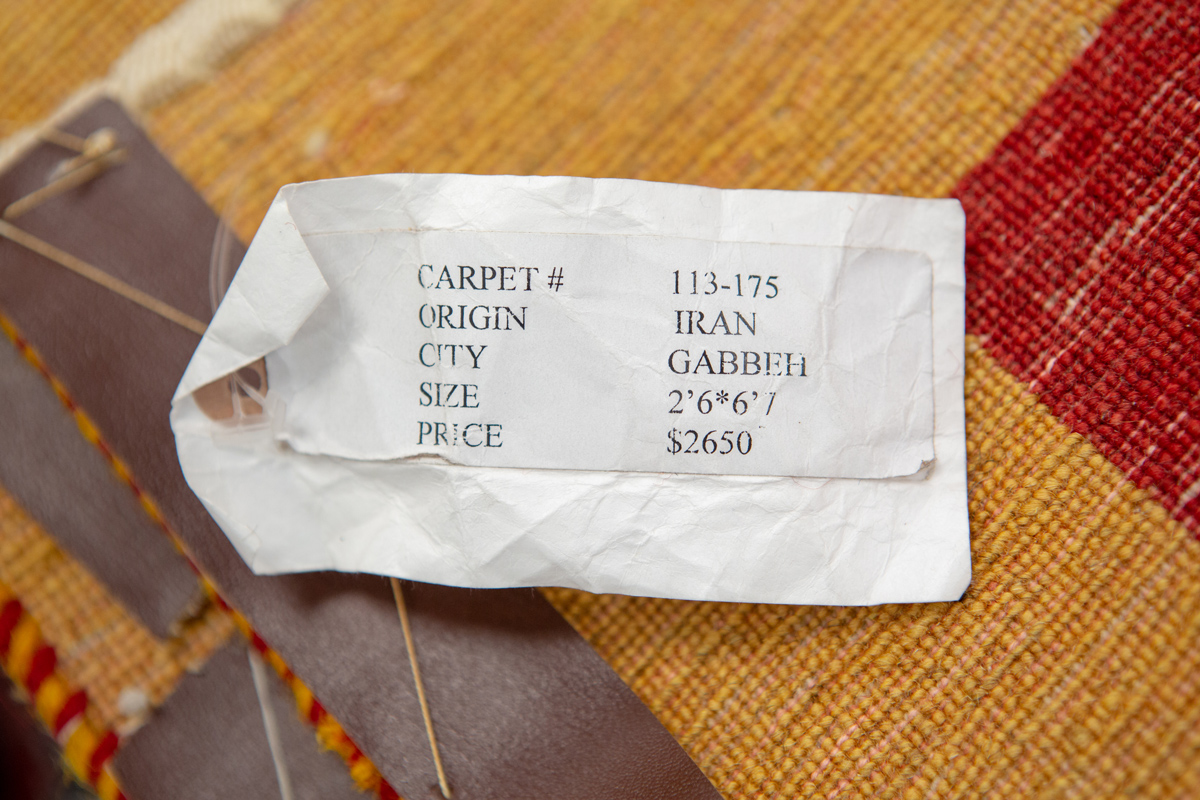 CARPET # 113-175
ORIGIN IRAN
CITY GABBEH
SIZE 2’6*6’7
PRICE $2650